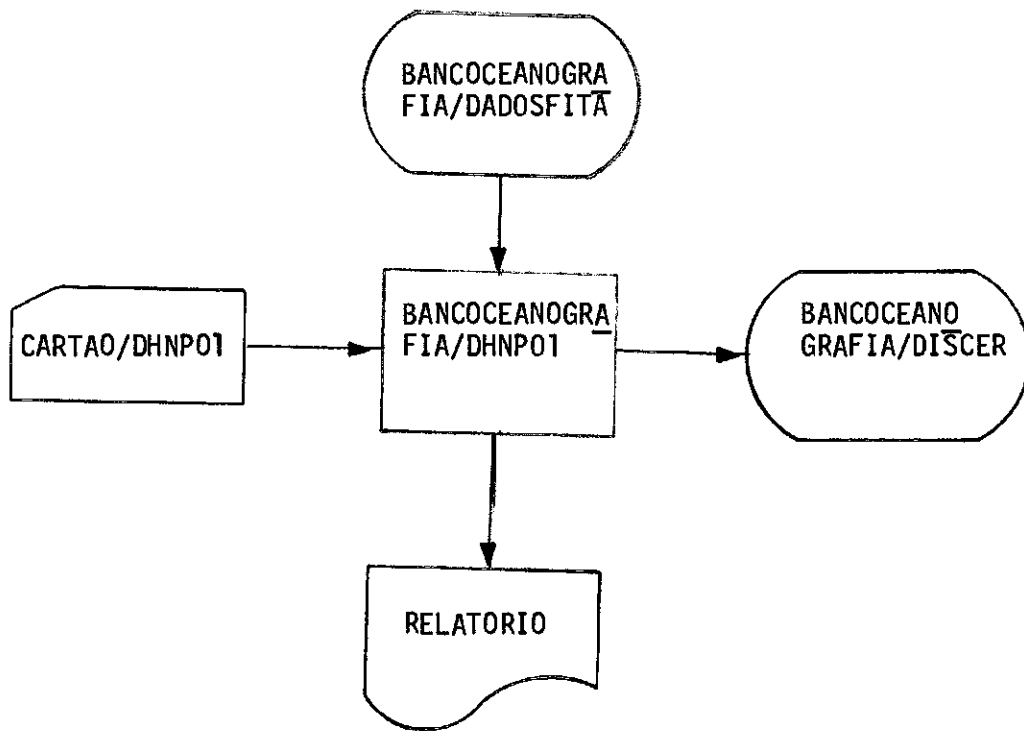 BANCOCEANOGRA
FIA/DADOSFITA
CARTAO/DHNP01
BANCOCEANOGRA
FIA/DHNP01
BANCOCEANO
GRAFIA/DISCER
RELATORIO